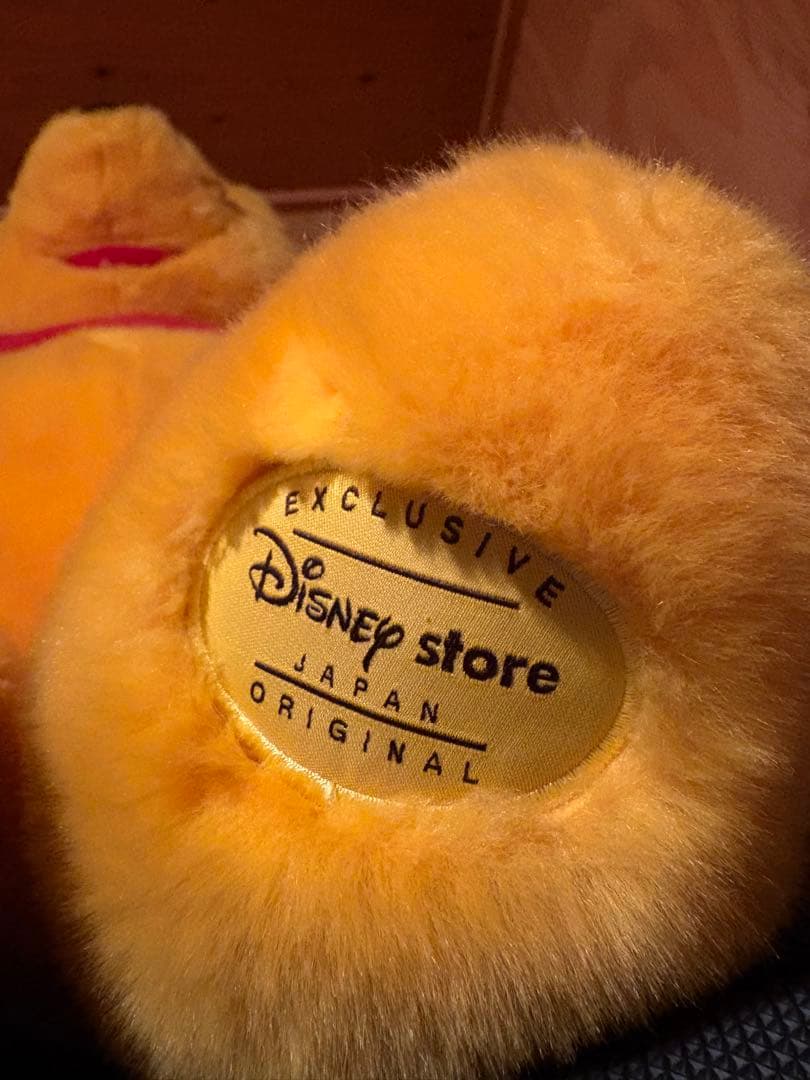 EXCLUSIVE
Disney store
JAPAN
ORIGINAL